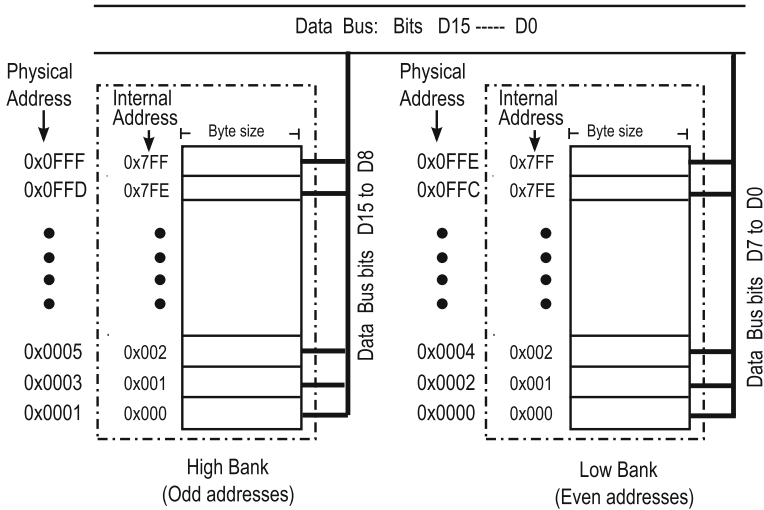 Data Bus: Bits D15 ----- D0
Physical
Address
Internal
Address
Byte size
0x0FFF 0x7FF
0x0FFD 0x7FE
0x0005 0x002
0x0003 0x001
0x0001 0x000
Data Bus bits D15 to D8
High Bank
(Odd addresses)
Physical
Address
Internal
Address
Byte size
0x0FFE 0x7FF
0x0FFC 0x7FE
0x0004 0x002
0x0002 0x001
0x0000 0x000
Data Bus bits D7 to D0
Low Bank
(Even addresses)